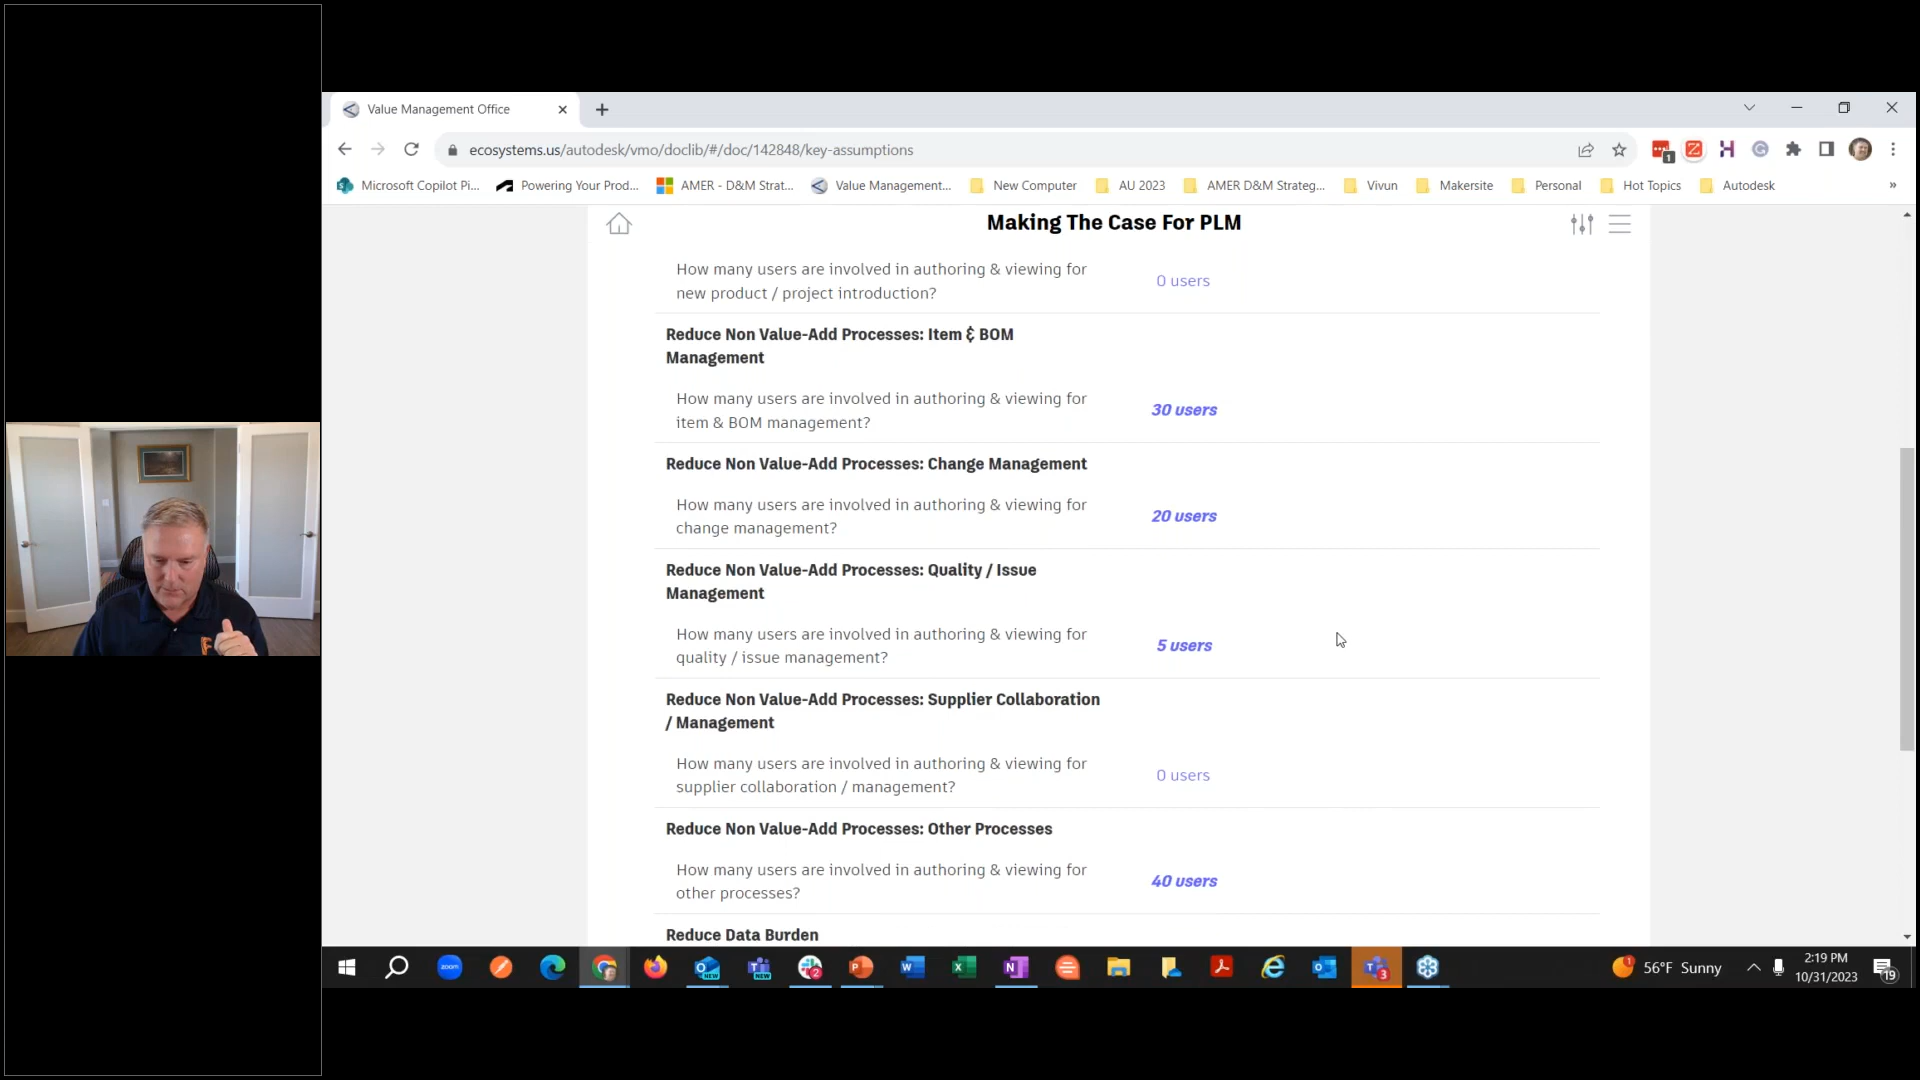 Value Management Office
ecosystems.us/autodesk/vmo/doclib/#/doc/142848/key-assumptions
1
Microsoft Copilot Pi... Powering Your Prod... AMER - D&M Strat... Value Management... New Computer AU 2023 AMER D&M Strateg... Vivun Makersite Personal Hot Topics Autodesk »
Making The Case For PLM
How many users are involved in authoring & viewing for
new product / project introduction?
0 users
Reduce Non Value-Add Processes: Item & BOM
Management
How many users are involved in authoring & viewing for
item & BOM management?
30 users
Reduce Non Value-Add Processes: Change Management
How many users are involved in authoring & viewing for
change management?
20 users
Reduce Non Value-Add Processes: Quality / Issue
Management
How many users are involved in authoring & viewing for
quality / issue management?
5 users
Reduce Non Value-Add Processes: Supplier Collaboration
/ Management
How many users are involved in authoring & viewing for
supplier collaboration / management?
0 users
Reduce Non Value-Add Processes: Other Processes
How many users are involved in authoring & viewing for
other processes?
40 users
Reduce Data Burden
zoom
NEW
NEW
2
3
1
56°F Sunny
2:19 PM
10/31/2023
19